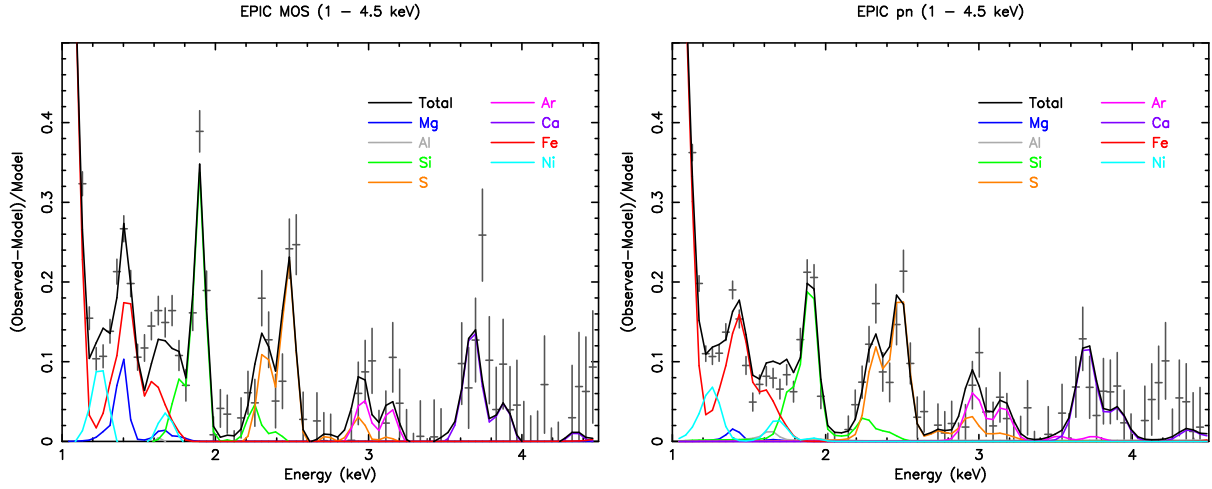 EPIC MOS (1 – 4.5 keV)
(Observed-Model)/Model
0.4
0.3
0.2
0.1
0
Total
Mg
Al
Si
S
Ar
Ca
Fe
Ni
1 2 3 4
Energy (keV)
EPIC pn (1 – 4.5 keV)
(Observed-Model)/Model
0.4
0.3
0.2
0.1
0
Total
Mg
Al
Si
S
Ar
Ca
Fe
Ni
1 2 3 4
Energy (keV)